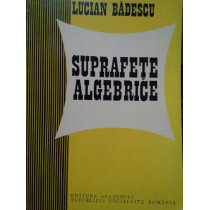 LUCIAN BĂDESCU
SUPRAFEȚE
ALGEBRICE
EDITURA ACADEMIEI
REPUBLICII SOCIALISTE ROMÂNIA